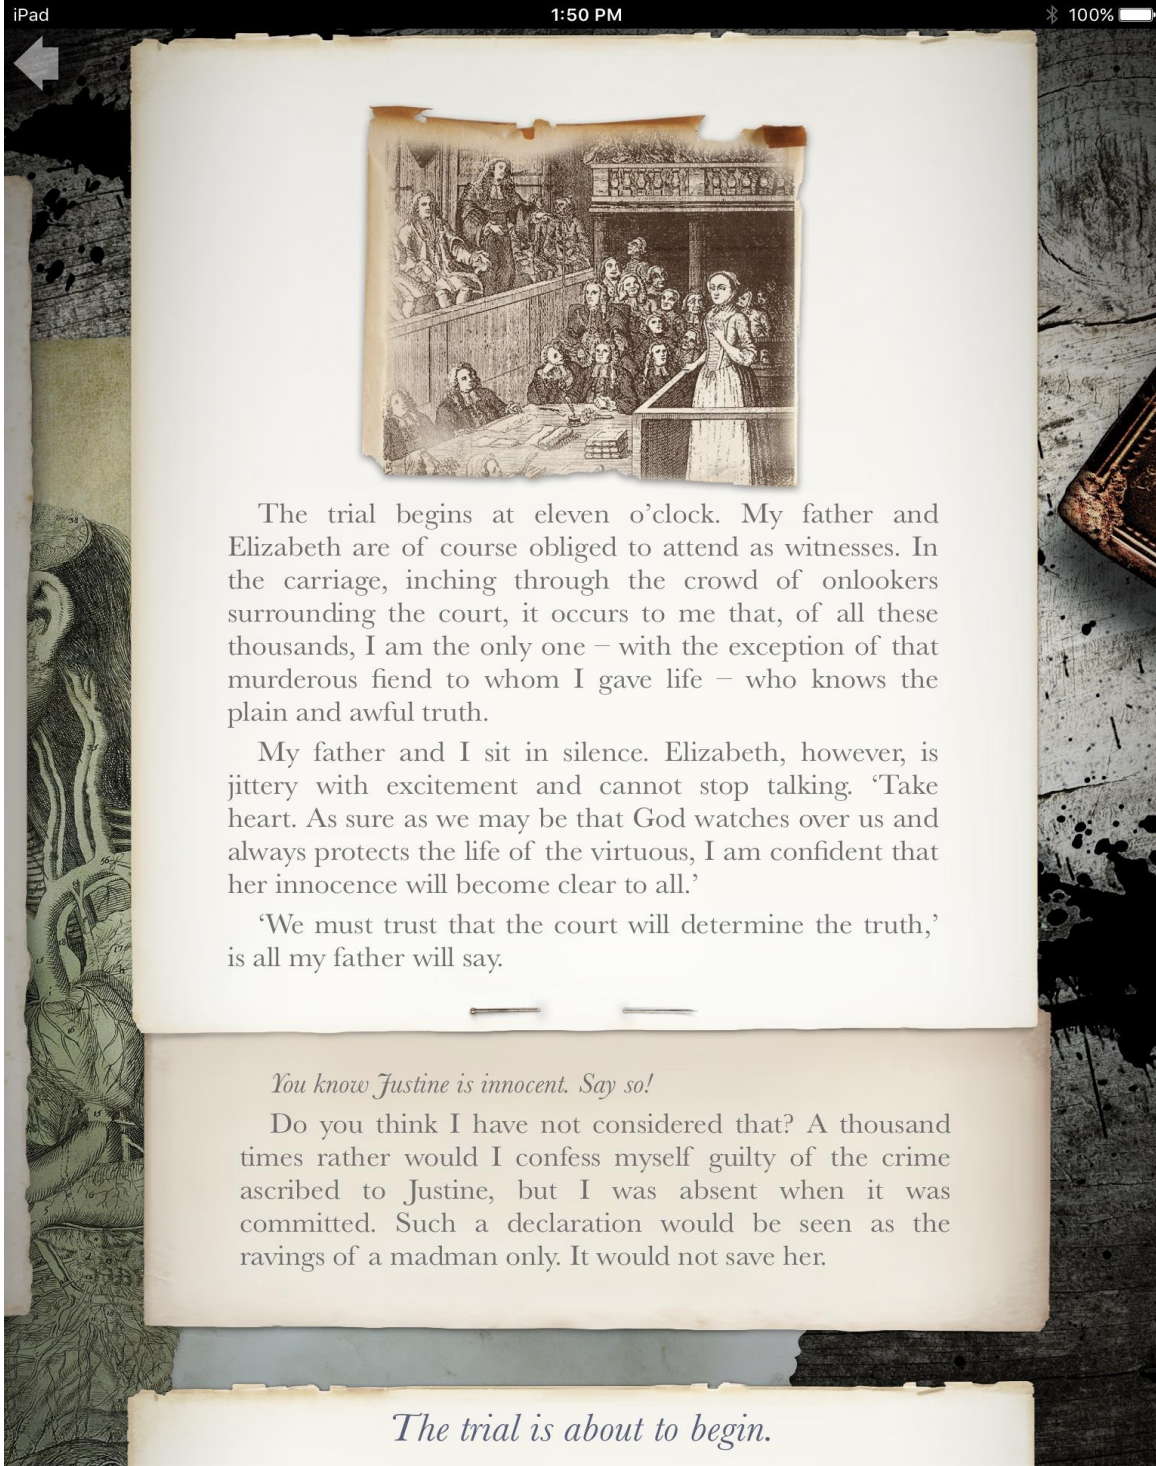 iPad
1:50 PM
100%
The trial begins at eleven o’clock. My father and
Elizabeth are of course obliged to attend as witnesses. In
the carriage, inching through the crowd of onlookers
surrounding the court, it occurs to me that, of all these
thousands, I am the only one – with the exception of that
murderous fiend to whom I gave life – who knows the
plain and awful truth.
My father and I sit in silence. Elizabeth, however, is
jittery with excitement and cannot stop talking. ‘Take
heart. As sure as we may be that God watches over us and
always protects the life of the virtuous, I am confident that
her innocence will become clear to all.’
‘We must trust that the court will determine the truth,’
is all my father will say.
You know Justine is innocent. Say so!
Do you think I have not considered that? A thousand
times rather would I confess myself guilty of the crime
ascribed to Justine, but I was absent when it was
committed. Such a declaration would be seen as the
ravings of a madman only. It would not save her.
The trial is about to begin.